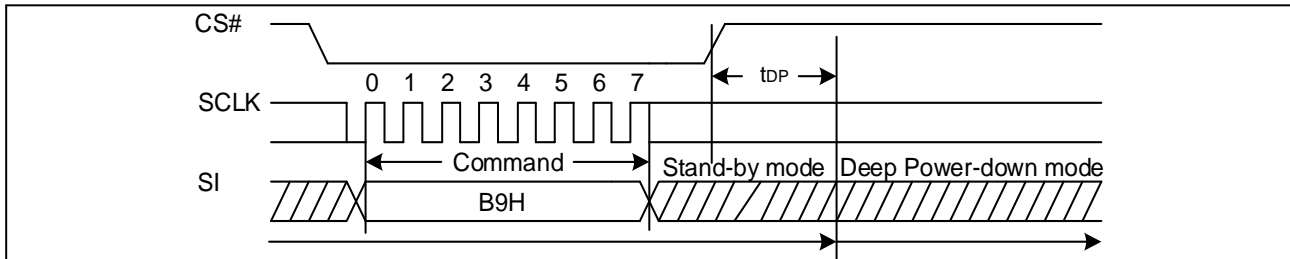 CS#
tDP
0 1 2 3 4 5 6 7
SCLK
Command
Stand-by mode Deep Power-down mode
SI
B9H